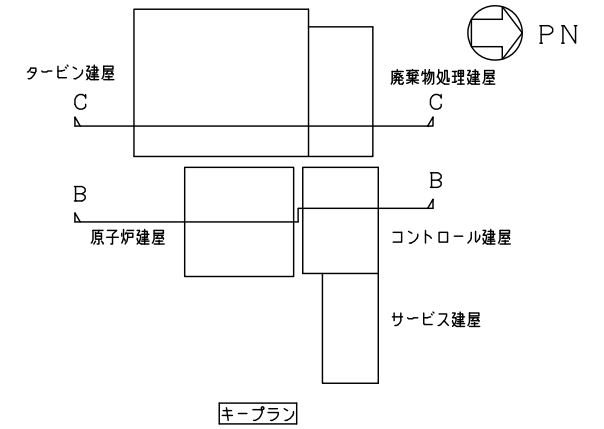 PN
タービン建屋
廃棄物処理建屋
C
C
B
B
原子炉建屋
コントロール建屋
サービス建屋
キープラン